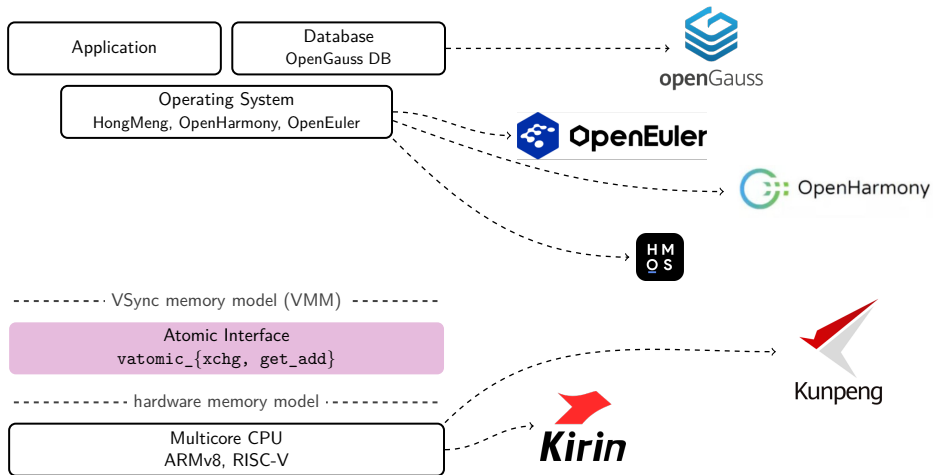 Application
Database
OpenGauss DB
openGauss
Operating System
HongMeng, OpenHarmony, OpenEuler
OpenEuler
OpenHarmony
HM
OS
VSync memory model (VMM)
Atomic Interface
vatomic_{xchg, get_add}
Kunpeng
hardware memory model
Multicore CPU
ARMv8, RISC-V
Kirin